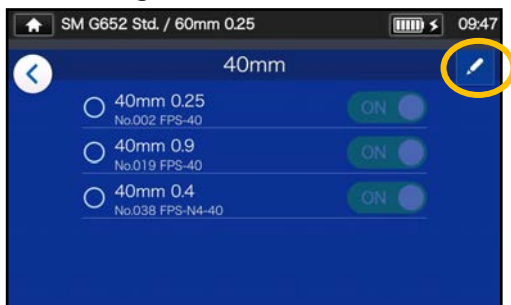 SM G652 Std. / 60mm 0.25 09:47
40mm
40mm 0.25 ON
No.002 FPS-40
40mm 0.9 ON
No.019 FPS-40
40mm 0.4 ON
No.038 FPS-N4-40